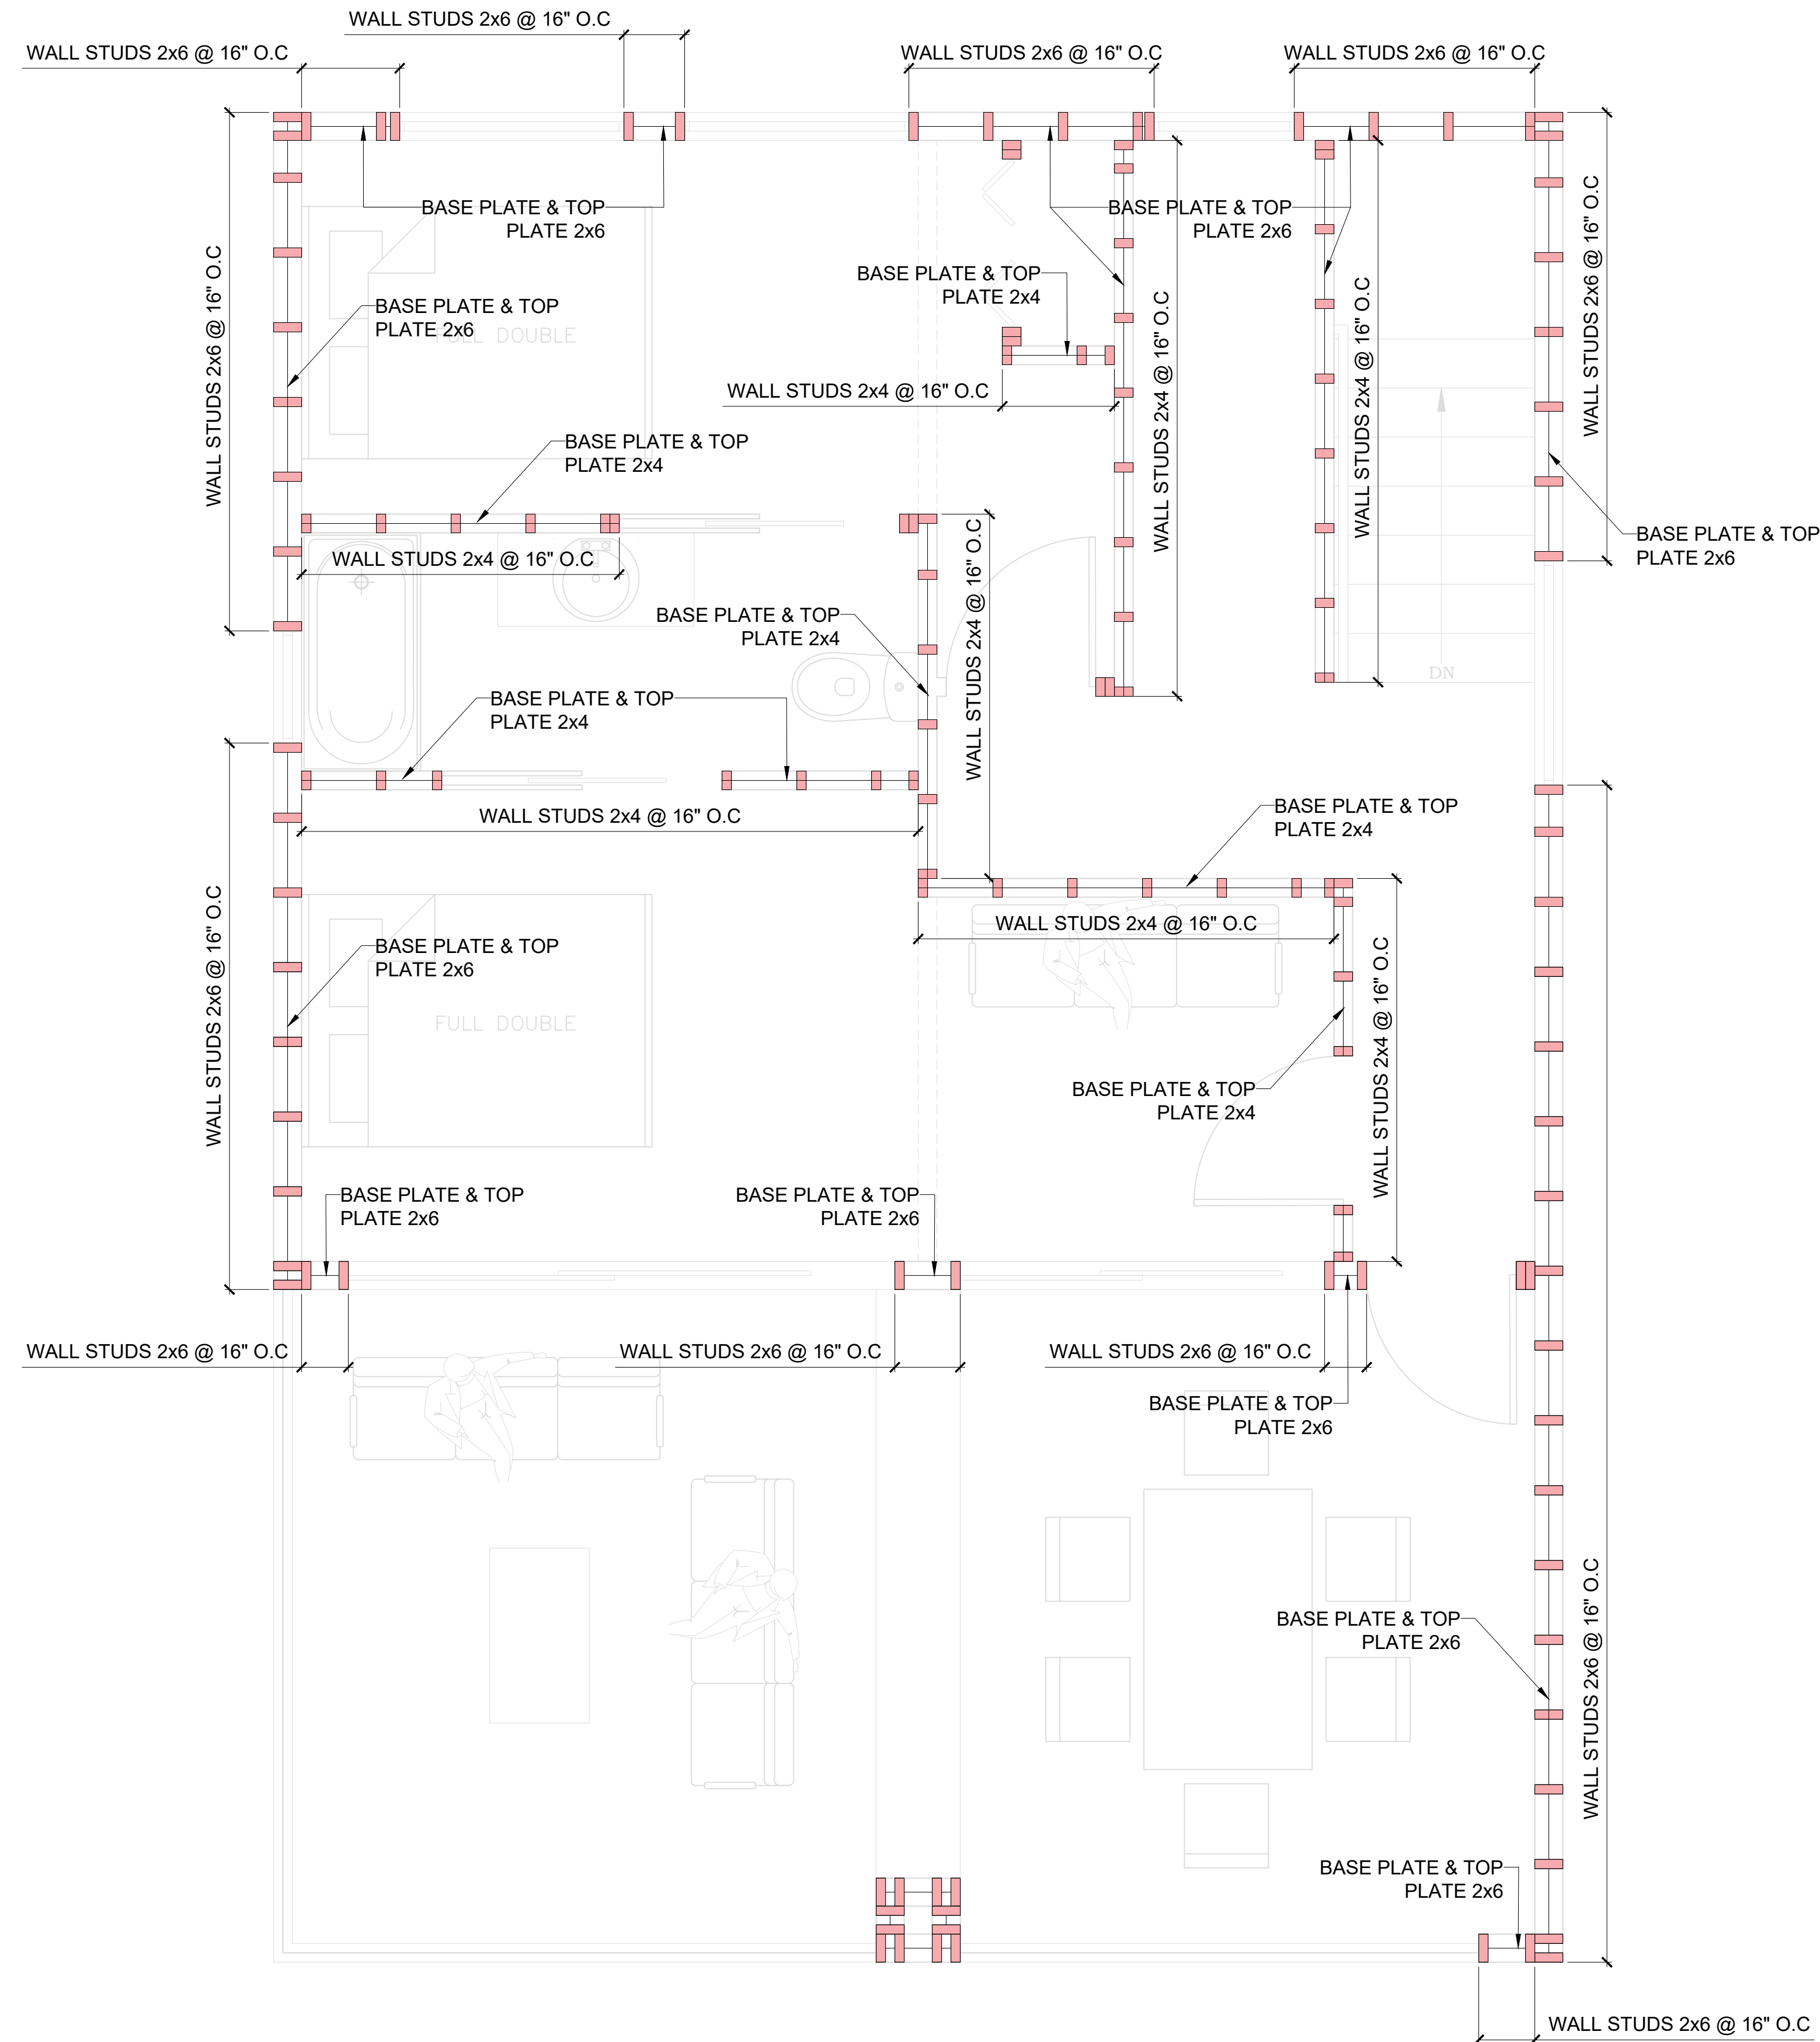 WALL STUDS 2x6 @ 16" O.C
WALL STUDS 2x6 @ 16" O.C
WALL STUDS 2x6 @ 16" O.C
WALL STUDS 2x6 @ 16" O.C
BASE PLATE & TOP
PLATE 2x6
BASE PLATE & TOP
PLATE 2x6
WALL STUDS 2x6 @ 16" O.C
WALL STUDS 2x6 @ 16" O.C
BASE PLATE & TOP
PLATE 2x4
BASE PLATE & TOP
PLATE 2x6
FULL DOUBLE
WALL STUDS 2x4 @ 16" O.C
WALL STUDS 2x4 @ 16" O.C
WALL STUDS 2x4 @ 16" O.C
BASE PLATE & TOP
PLATE 2x4
BASE PLATE & TOP
PLATE 2x6
WALL STUDS 2x4 @ 16" O.C
WALL STUDS 2x4 @ 16" O.C
BASE PLATE & TOP
PLATE 2x4
DN
BASE PLATE & TOP
PLATE 2x4
WALL STUDS 2x4 @ 16" O.C
BASE PLATE & TOP
PLATE 2x4
WALL STUDS 2x4 @ 16" O.C
BASE PLATE & TOP
PLATE 2x6
WALL STUDS 2x6 @ 16" O.C
FULL DOUBLE
WALL STUDS 2x4 @ 16" O.C
BASE PLATE & TOP
PLATE 2x4
BASE PLATE & TOP
PLATE 2x6
BASE PLATE & TOP
PLATE 2x6
WALL STUDS 2x6 @ 16" O.C
WALL STUDS 2x6 @ 16" O.C
WALL STUDS 2x6 @ 16" O.C
BASE PLATE & TOP
PLATE 2x6
BASE PLATE & TOP
PLATE 2x6
WALL STUDS 2x6 @ 16" O.C
BASE PLATE & TOP
PLATE 2x6
WALL STUDS 2x6 @ 16" O.C